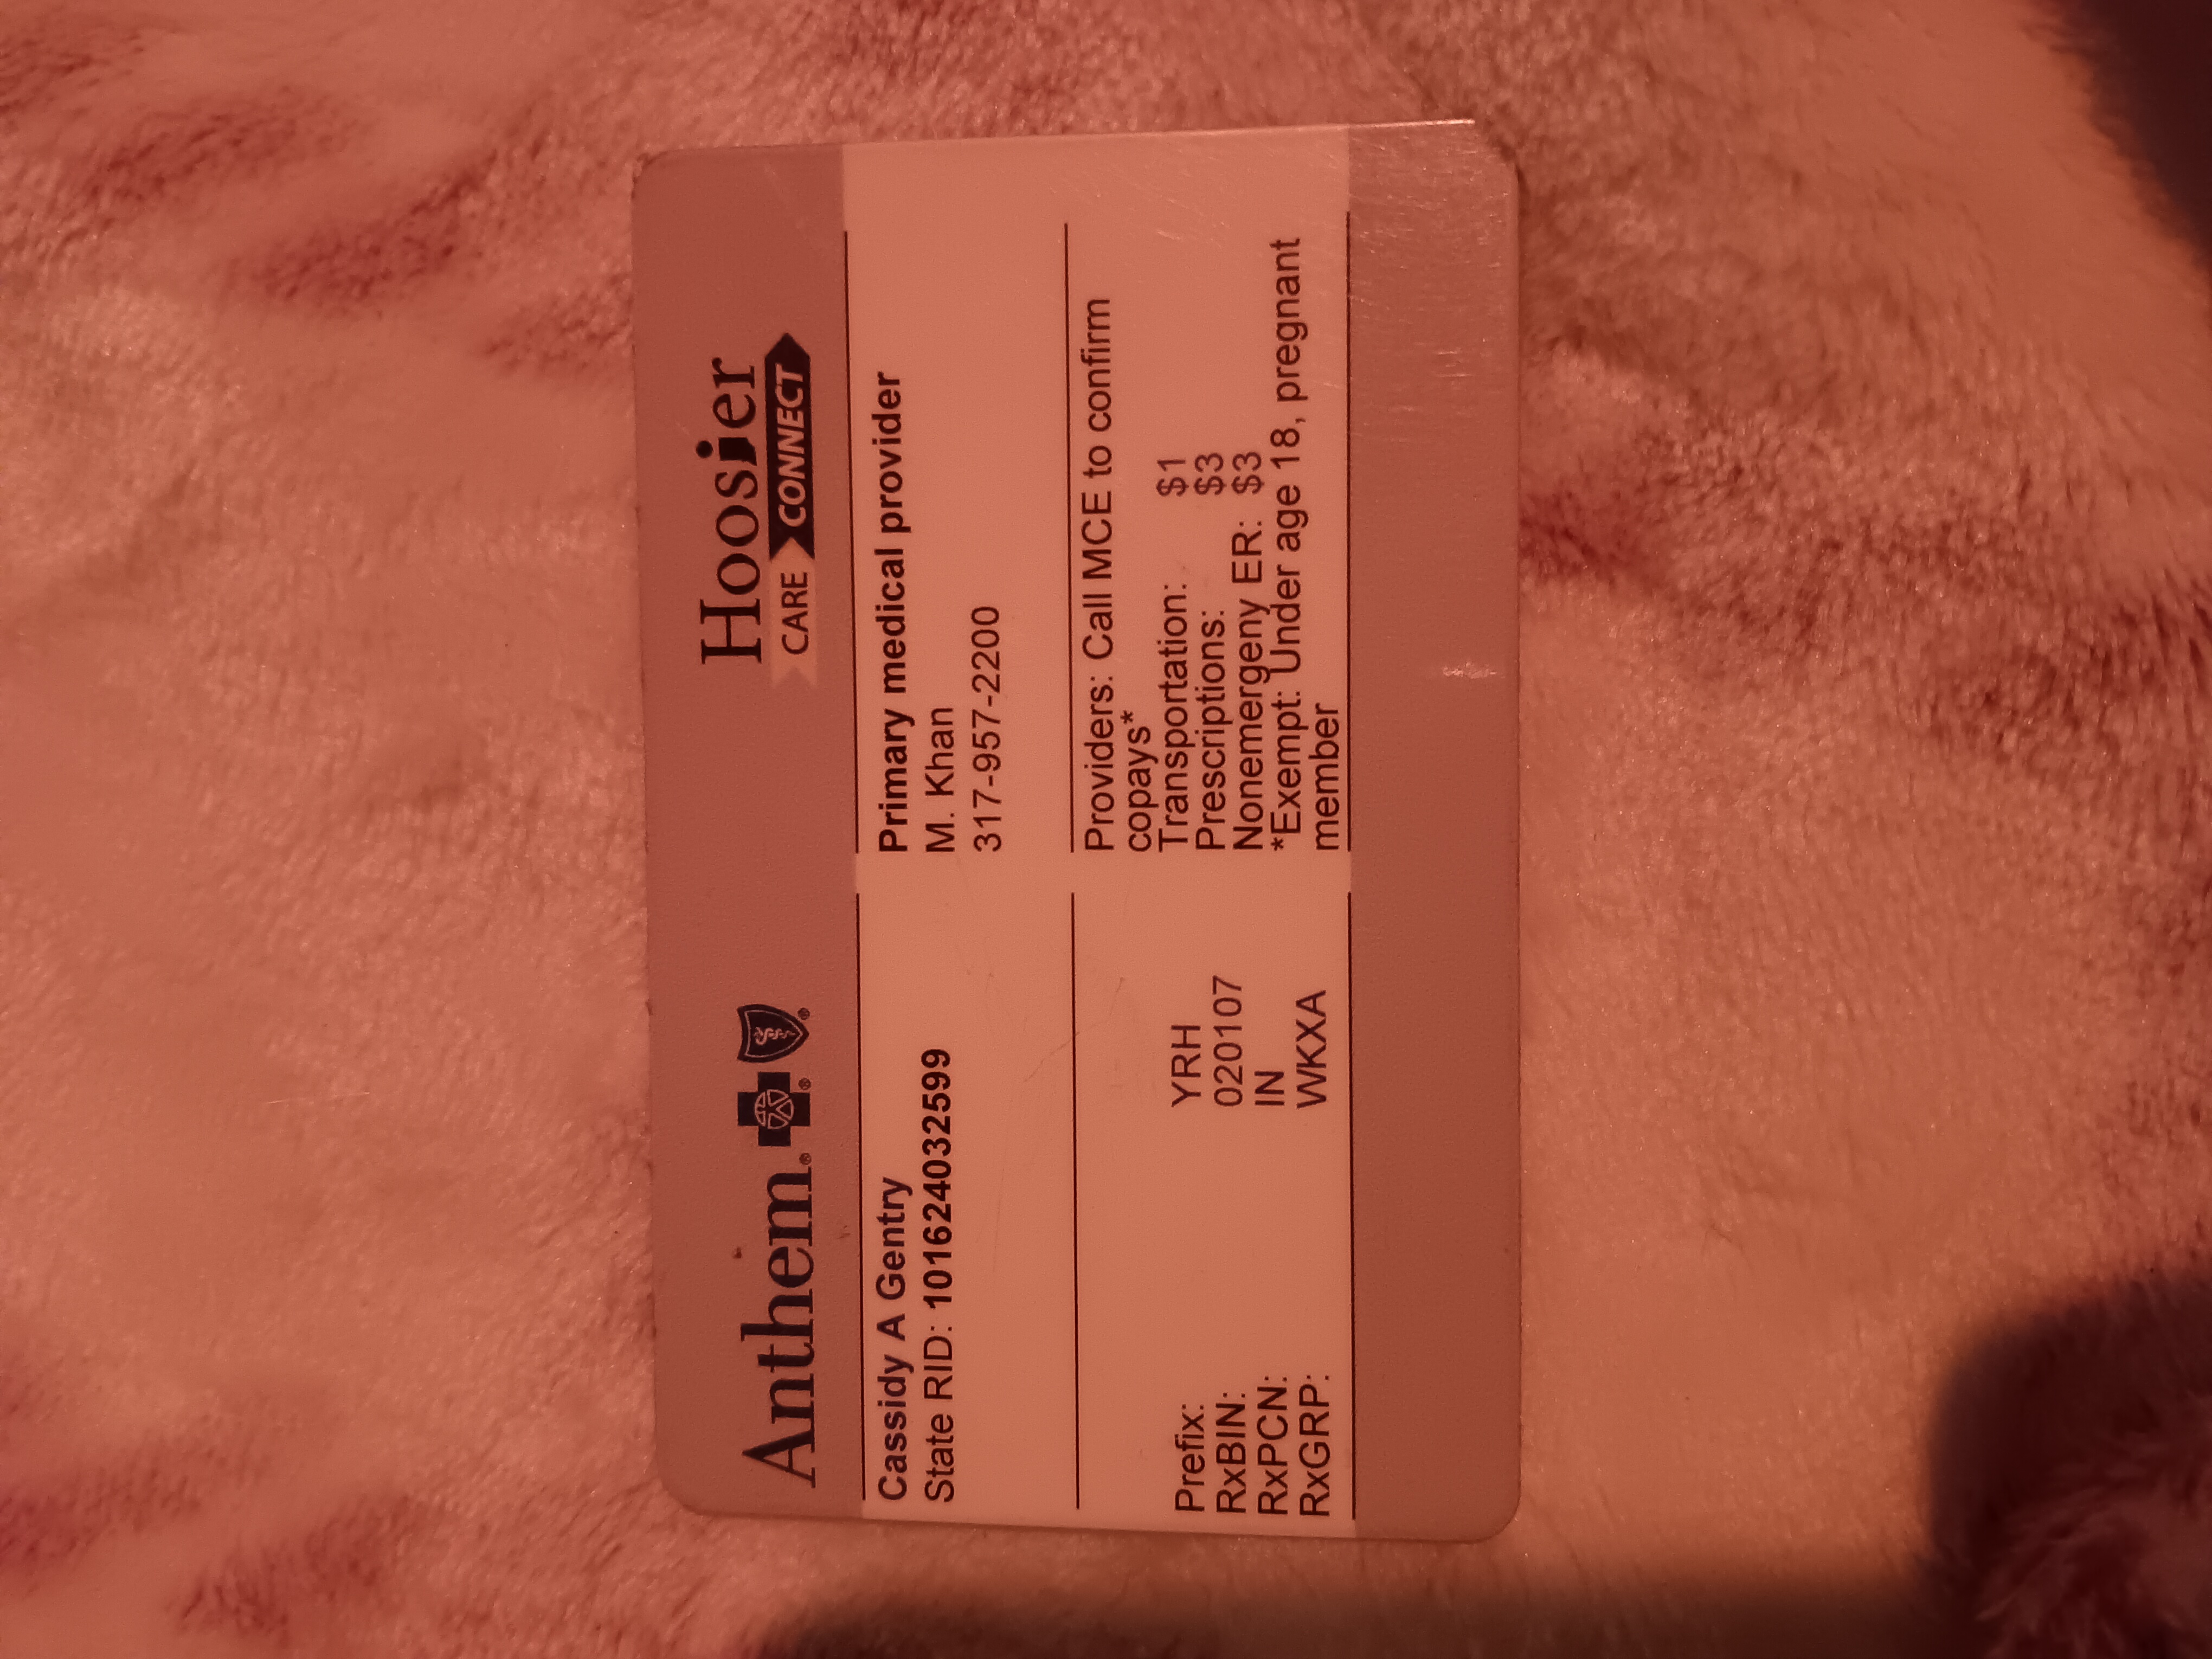 Anthem®
Hoosier
CARE CONNECT
Cassidy A Gentry
State RID: 101624032599
Primary medical provider
M. Khan
317-957-2200
Prefix: YRH
RxBIN: 020107
RxPCN: IN
RxGRP: WKXA
Providers: Call MCE to confirm
copays*
Transportation: $1
Prescriptions: $3
Nonemergeny ER: $3
*Exempt: Under age 18, pregnant
member